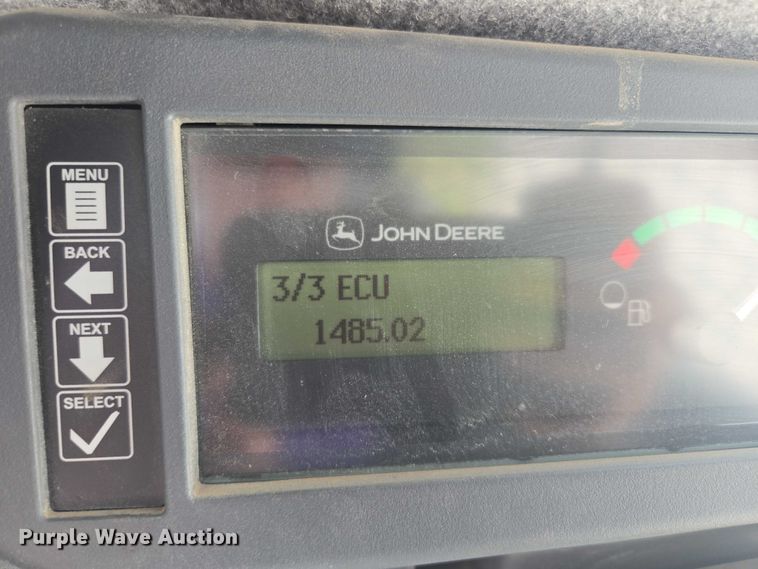 MENU
BACK
NEXT
SELECT
JOHN DEERE
3/3 ECU
1485.02
Purple Wave Auction